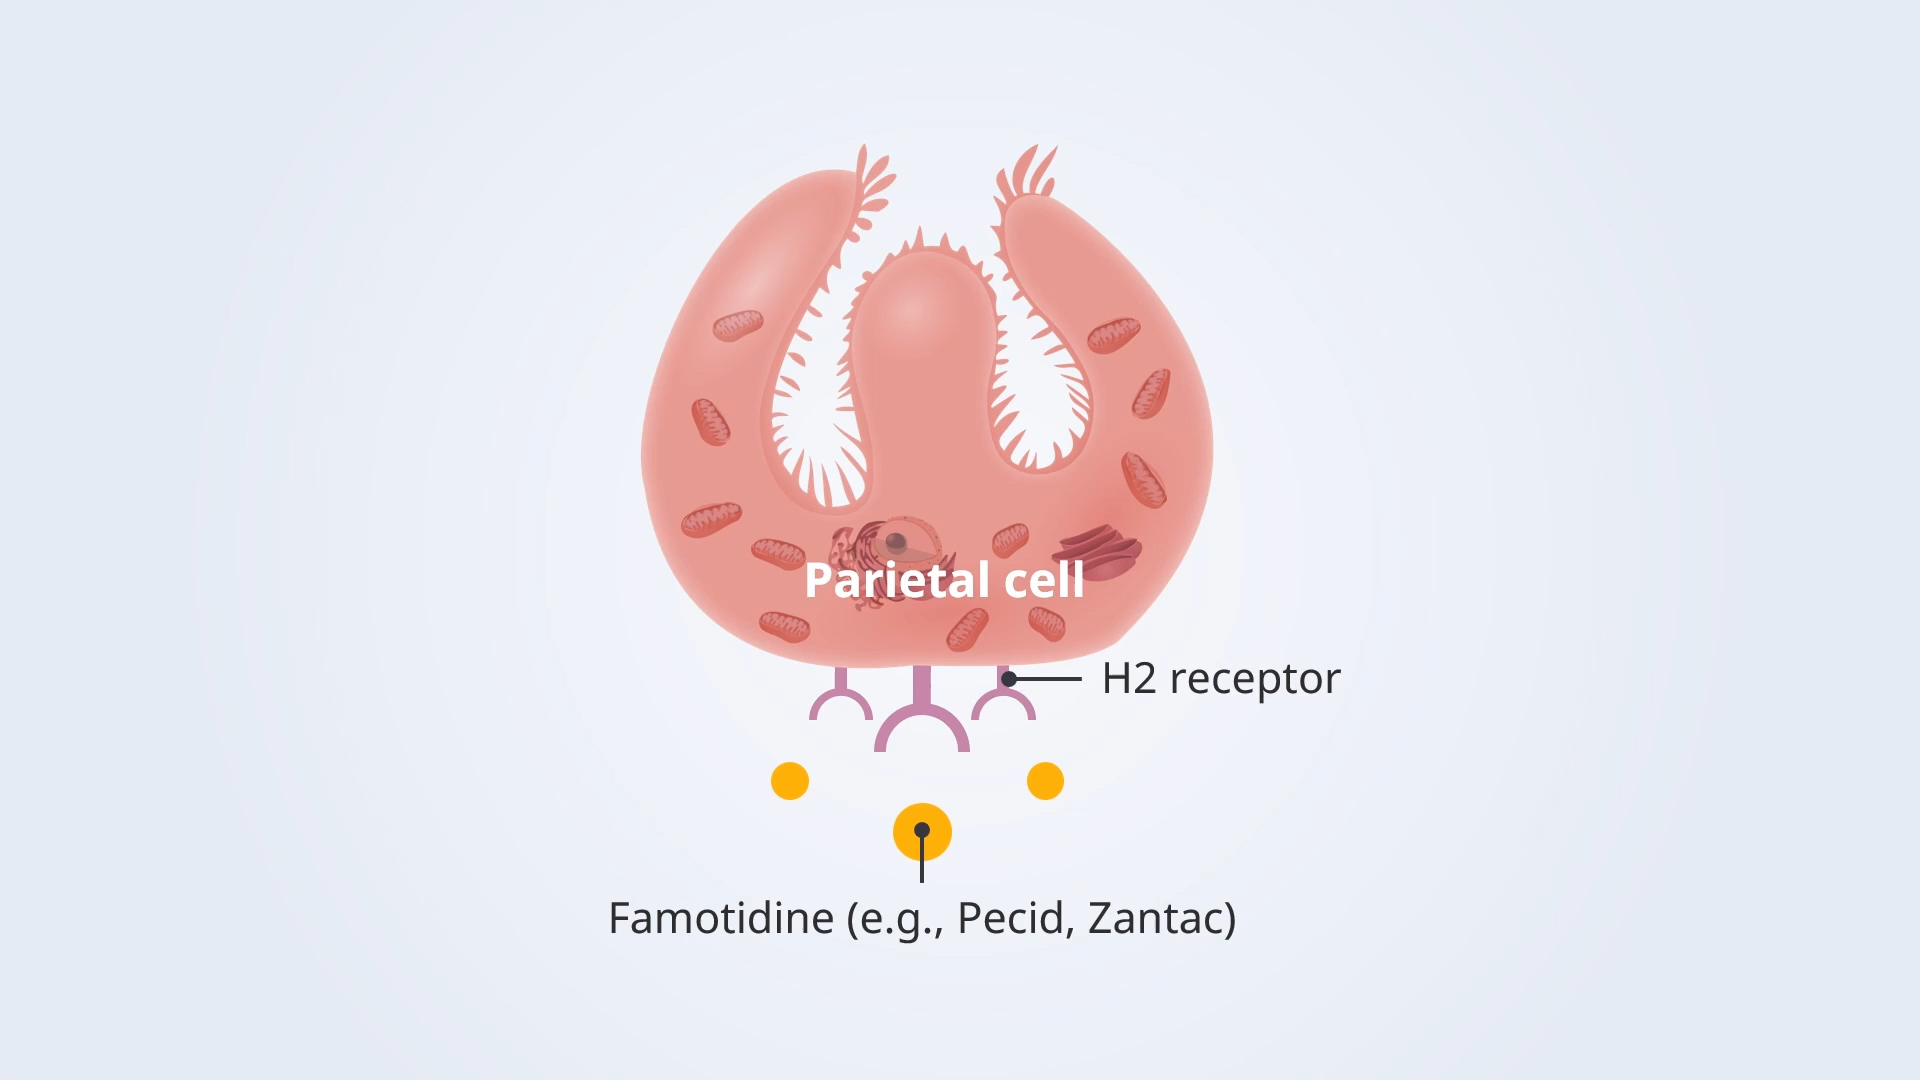 Parietal cell
H2 receptor
Famotidine (e.g., Pecid, Zantac)